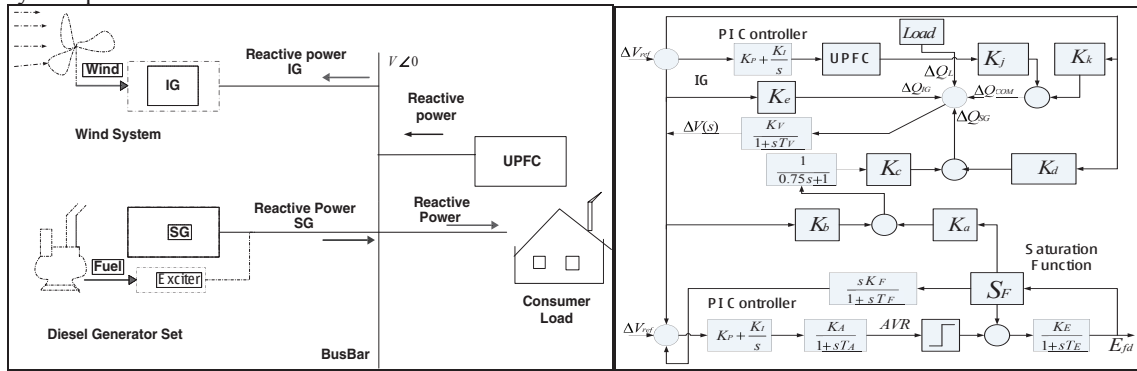 Reactive power
IG
V∠0
Wind
IG
Reactive
power
Wind System
UPFC
Reactive Power
SG
Reactive
Power
SG
Fuel
Exciter
Consumer
Load
Diesel Generator Set
BusBar
PI Controller
Load
ΔVref
KP + KI/s
UPFC
Kj
Kk
ΔQL
IG
Ke
ΔQIG
ΔQCOM
ΔQSG
ΔV(s)
KV/1+sTV
1/0.75s+1
Kc
Kd
Kb
Ka
Saturation
Function
sKF/1+sTF
SF
PI Controller
ΔVref
KP + KI/s
KA/1+sTA
AVR
KE/1+sTE
Efd